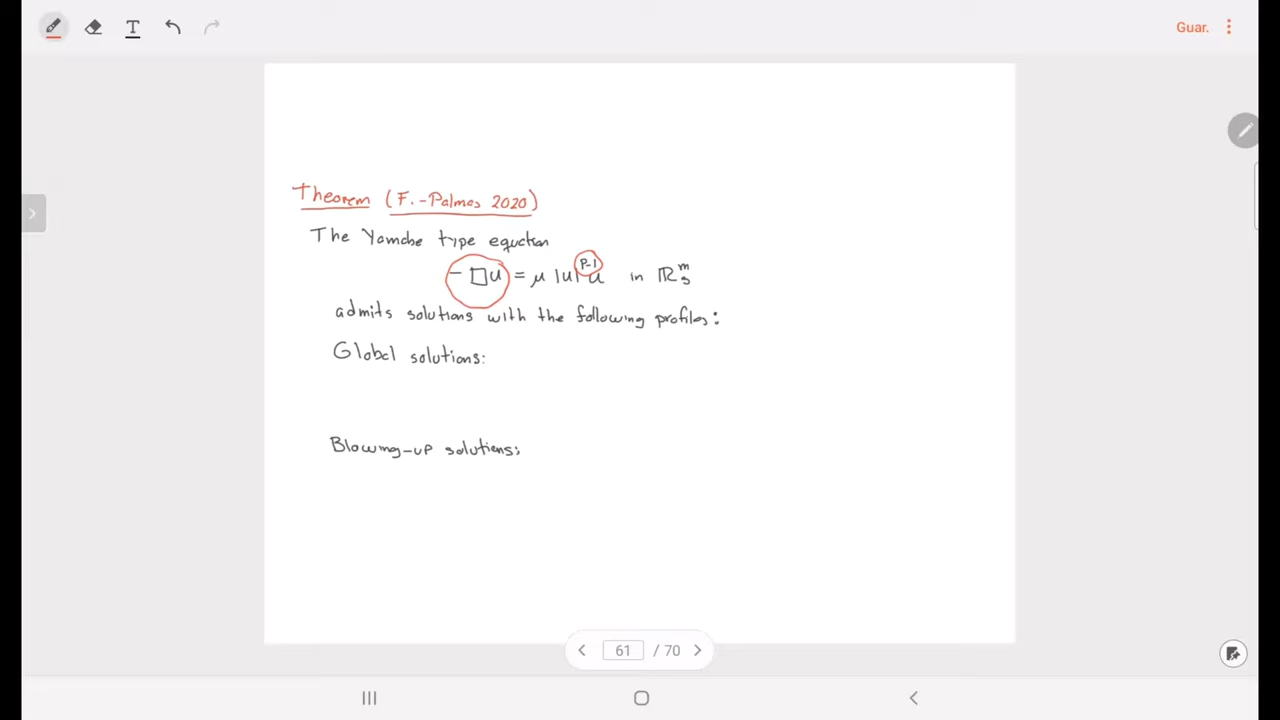 Guar.
Theorem (F.-Palmas 2020)
The Yamabe type equation
-□u = μ |u|^{p-1} u in ℝ^m_s
admits solutions with the following profiles:
Global solutions:
Blowing-up solutions:
61 / 70